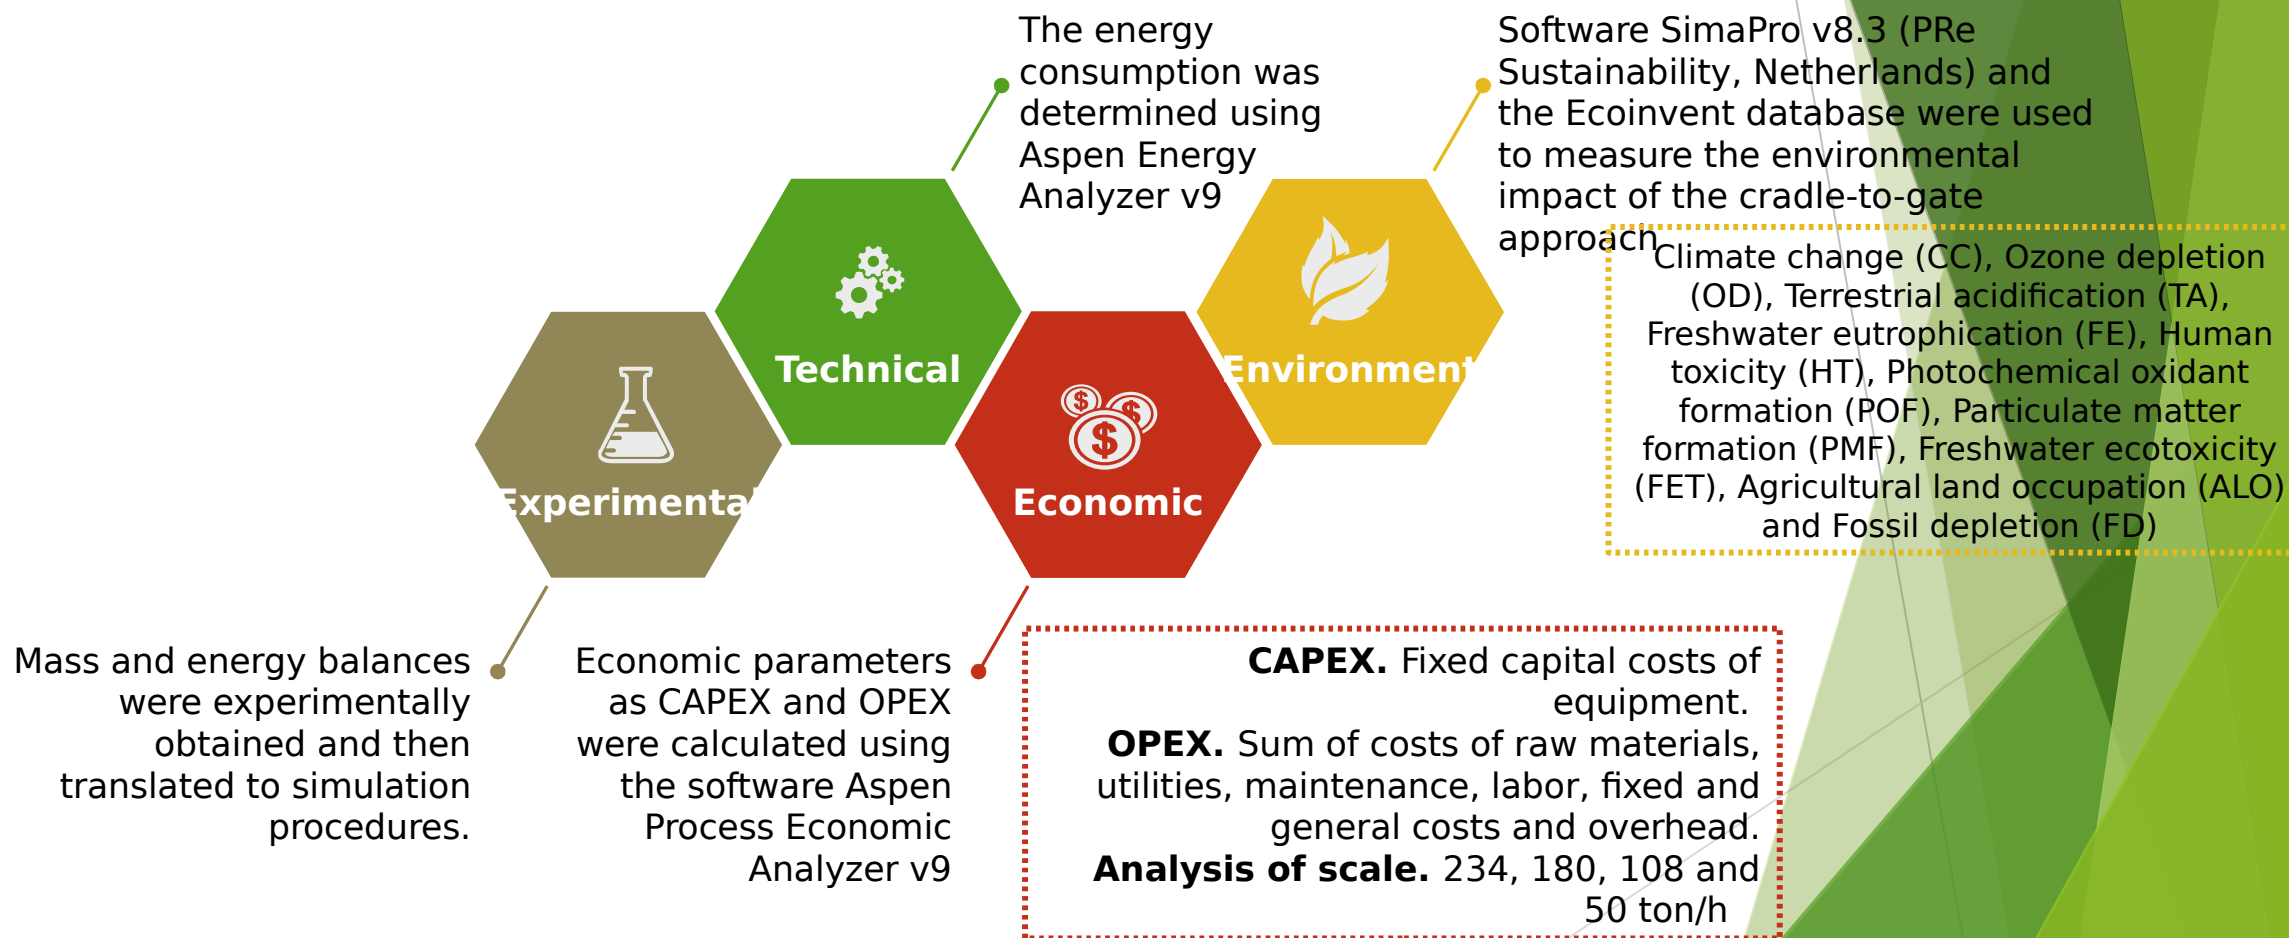 The energy
consumption was
determined using
Aspen Energy
Analyzer v9
Software SimaPro v8.3 (PRe
Sustainability, Netherlands) and
the Ecoinvent database were used
to measure the environmental
impact of the cradle-to-gate
approach
Climate change (CC), Ozone depletion
(OD), Terrestrial acidification (TA),
Freshwater eutrophication (FE), Human
toxicity (HT), Photochemical oxidant
formation (POF), Particulate matter
formation (PMF), Freshwater ecotoxicity
(FET), Agricultural land occupation (ALO)
and Fossil depletion (FD)
Technical
Environment
Experimental
Economic
Mass and energy balances
were experimentally
obtained and then
translated to simulation
procedures.
Economic parameters
as CAPEX and OPEX
were calculated using
the software Aspen
Process Economic
Analyzer v9
CAPEX. Fixed capital costs of
equipment.
OPEX. Sum of costs of raw materials,
utilities, maintenance, labor, fixed and
general costs and overhead.
Analysis of scale. 234, 180, 108 and
50 ton/h
$
$
$